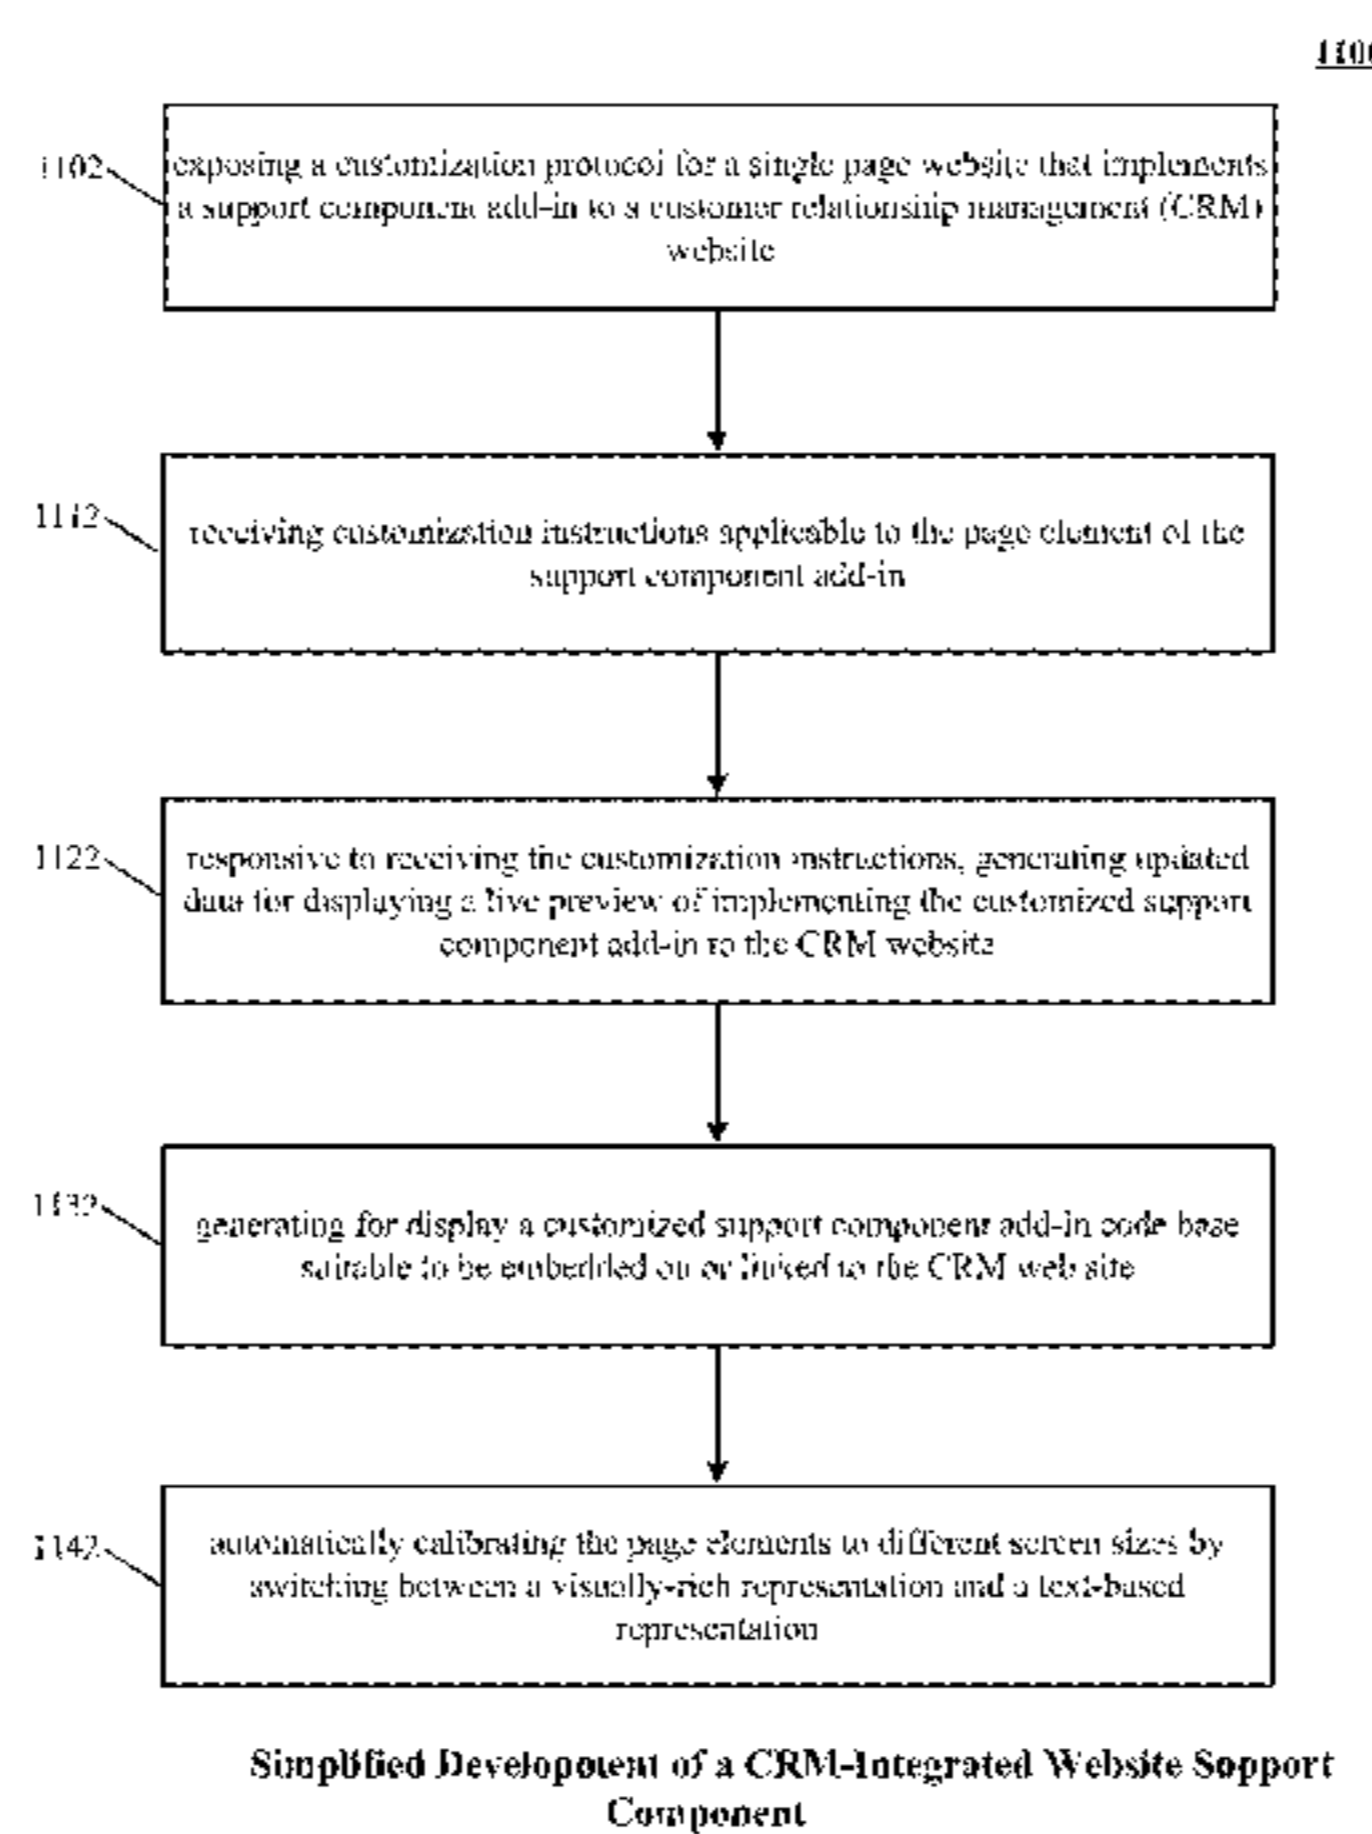 1100
1102
exposing a customization protocol for a single page website that implements
a support component add-in to a customer relationship management (CRM)
website
1112
receiving customization instructions applicable to the page element of the
support component add-in
1122
responsive to receiving the customization instructions, generating updated
data for displaying a live preview of implementing the customized support
component add-in to the CRM website
1132
generating for display a customized support component add-in code base
suitable to be embedded on or linked to the CRM web site
1142
automatically calibrating the page elements to different screen sizes by
switching between a visually-rich representation and a text-based
representation
Simplified Development of a CRM-Integrated Website Support
Component